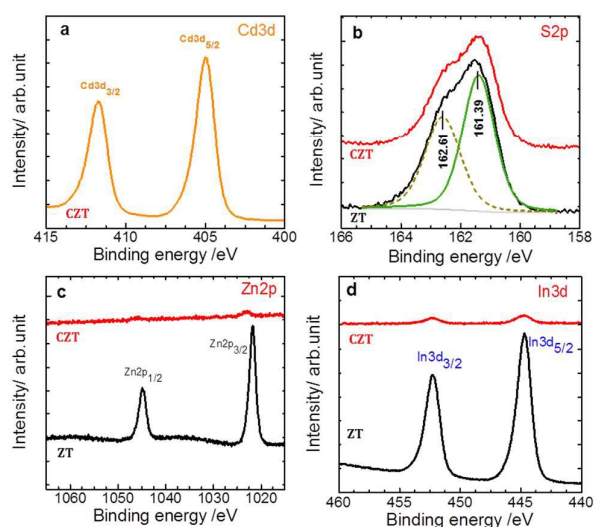 a
Cd3d
Cd3d5/2
Cd3d3/2
CZT
Intensity/ arb.unit
415 410 405 400
Binding energy /eV
b
S2p
162.61
161.39
CZT
ZT
Intensity/ arb.unit
166 164 162 160 158
Binding energy /eV
c
Zn2p
CZT
Zn2p3/2
Zn2p1/2
ZT
Intensity/ arb.unit
1065 1050 1035 1020
Binding energy /eV
d
In3d
CZT
In3d5/2
In3d3/2
ZT
Intensity/ arb.unit
460 455 450 445 440
Binding energy /eV